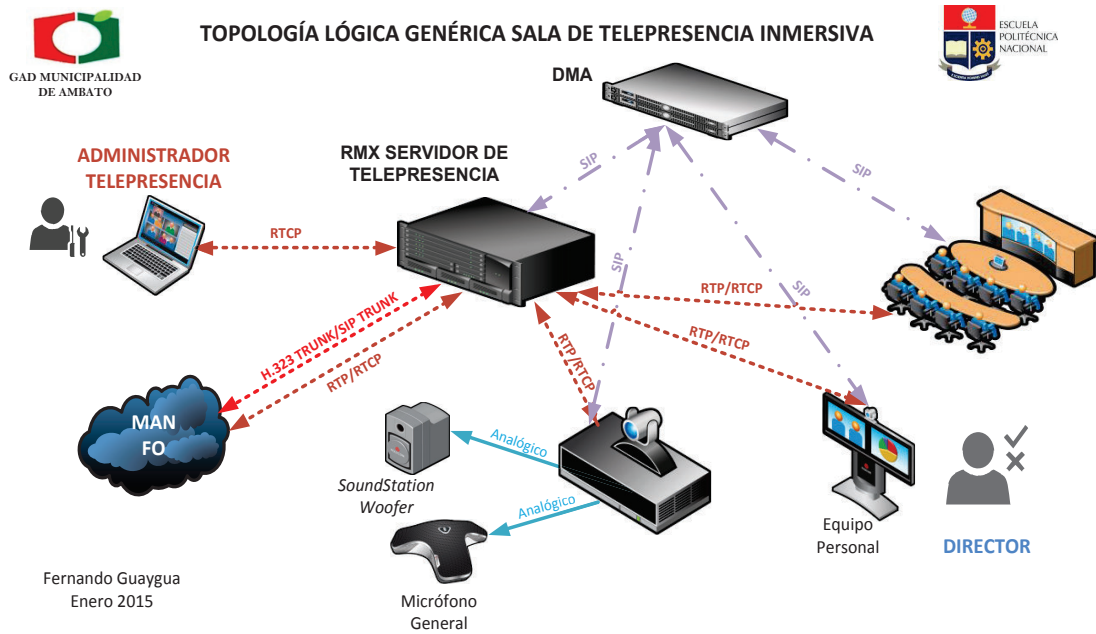 TOPOLOGÍA LÓGICA GENÉRICA SALA DE TELEPRESENCIA INMERSIVA
GAD MUNICIPALIDAD
DE AMBATO
ESCUELA
POLITÉCNICA
NACIONAL
DMA
ADMINISTRADOR
TELEPRESENCIA
RMX SERVIDOR DE
TELEPRESENCIA
SIP
SIP
RTCP
SIP
SIP
H.323 TRUNK/SIP TRUNK
RTP/RTCP
RTP/RTCP
RTP/RTCP
RTP/RTCP
MAN
FO
Analógico
SoundStation
Woofer
Analógico
Equipo
Personal
DIRECTOR
Fernando Guaygua
Enero 2015
Micrófono
General